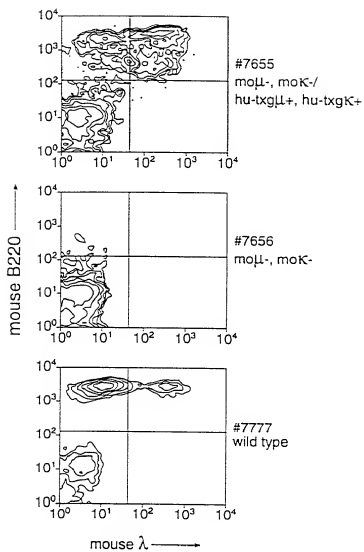 10⁴
10³
10²
10¹
10⁰
10⁰ 10¹ 10² 10³ 10⁴
#7655
moμ-, moκ-/
hu-txgμ+, hu-txgκ+
10⁴
10³
10²
10¹
10⁰
10⁰ 10¹ 10² 10³ 10⁴
#7656
moμ-, moκ-
10⁴
10³
10²
10¹
10⁰
10⁰ 10¹ 10² 10³ 10⁴
#7777
wild type
mouse B220
mouse λ